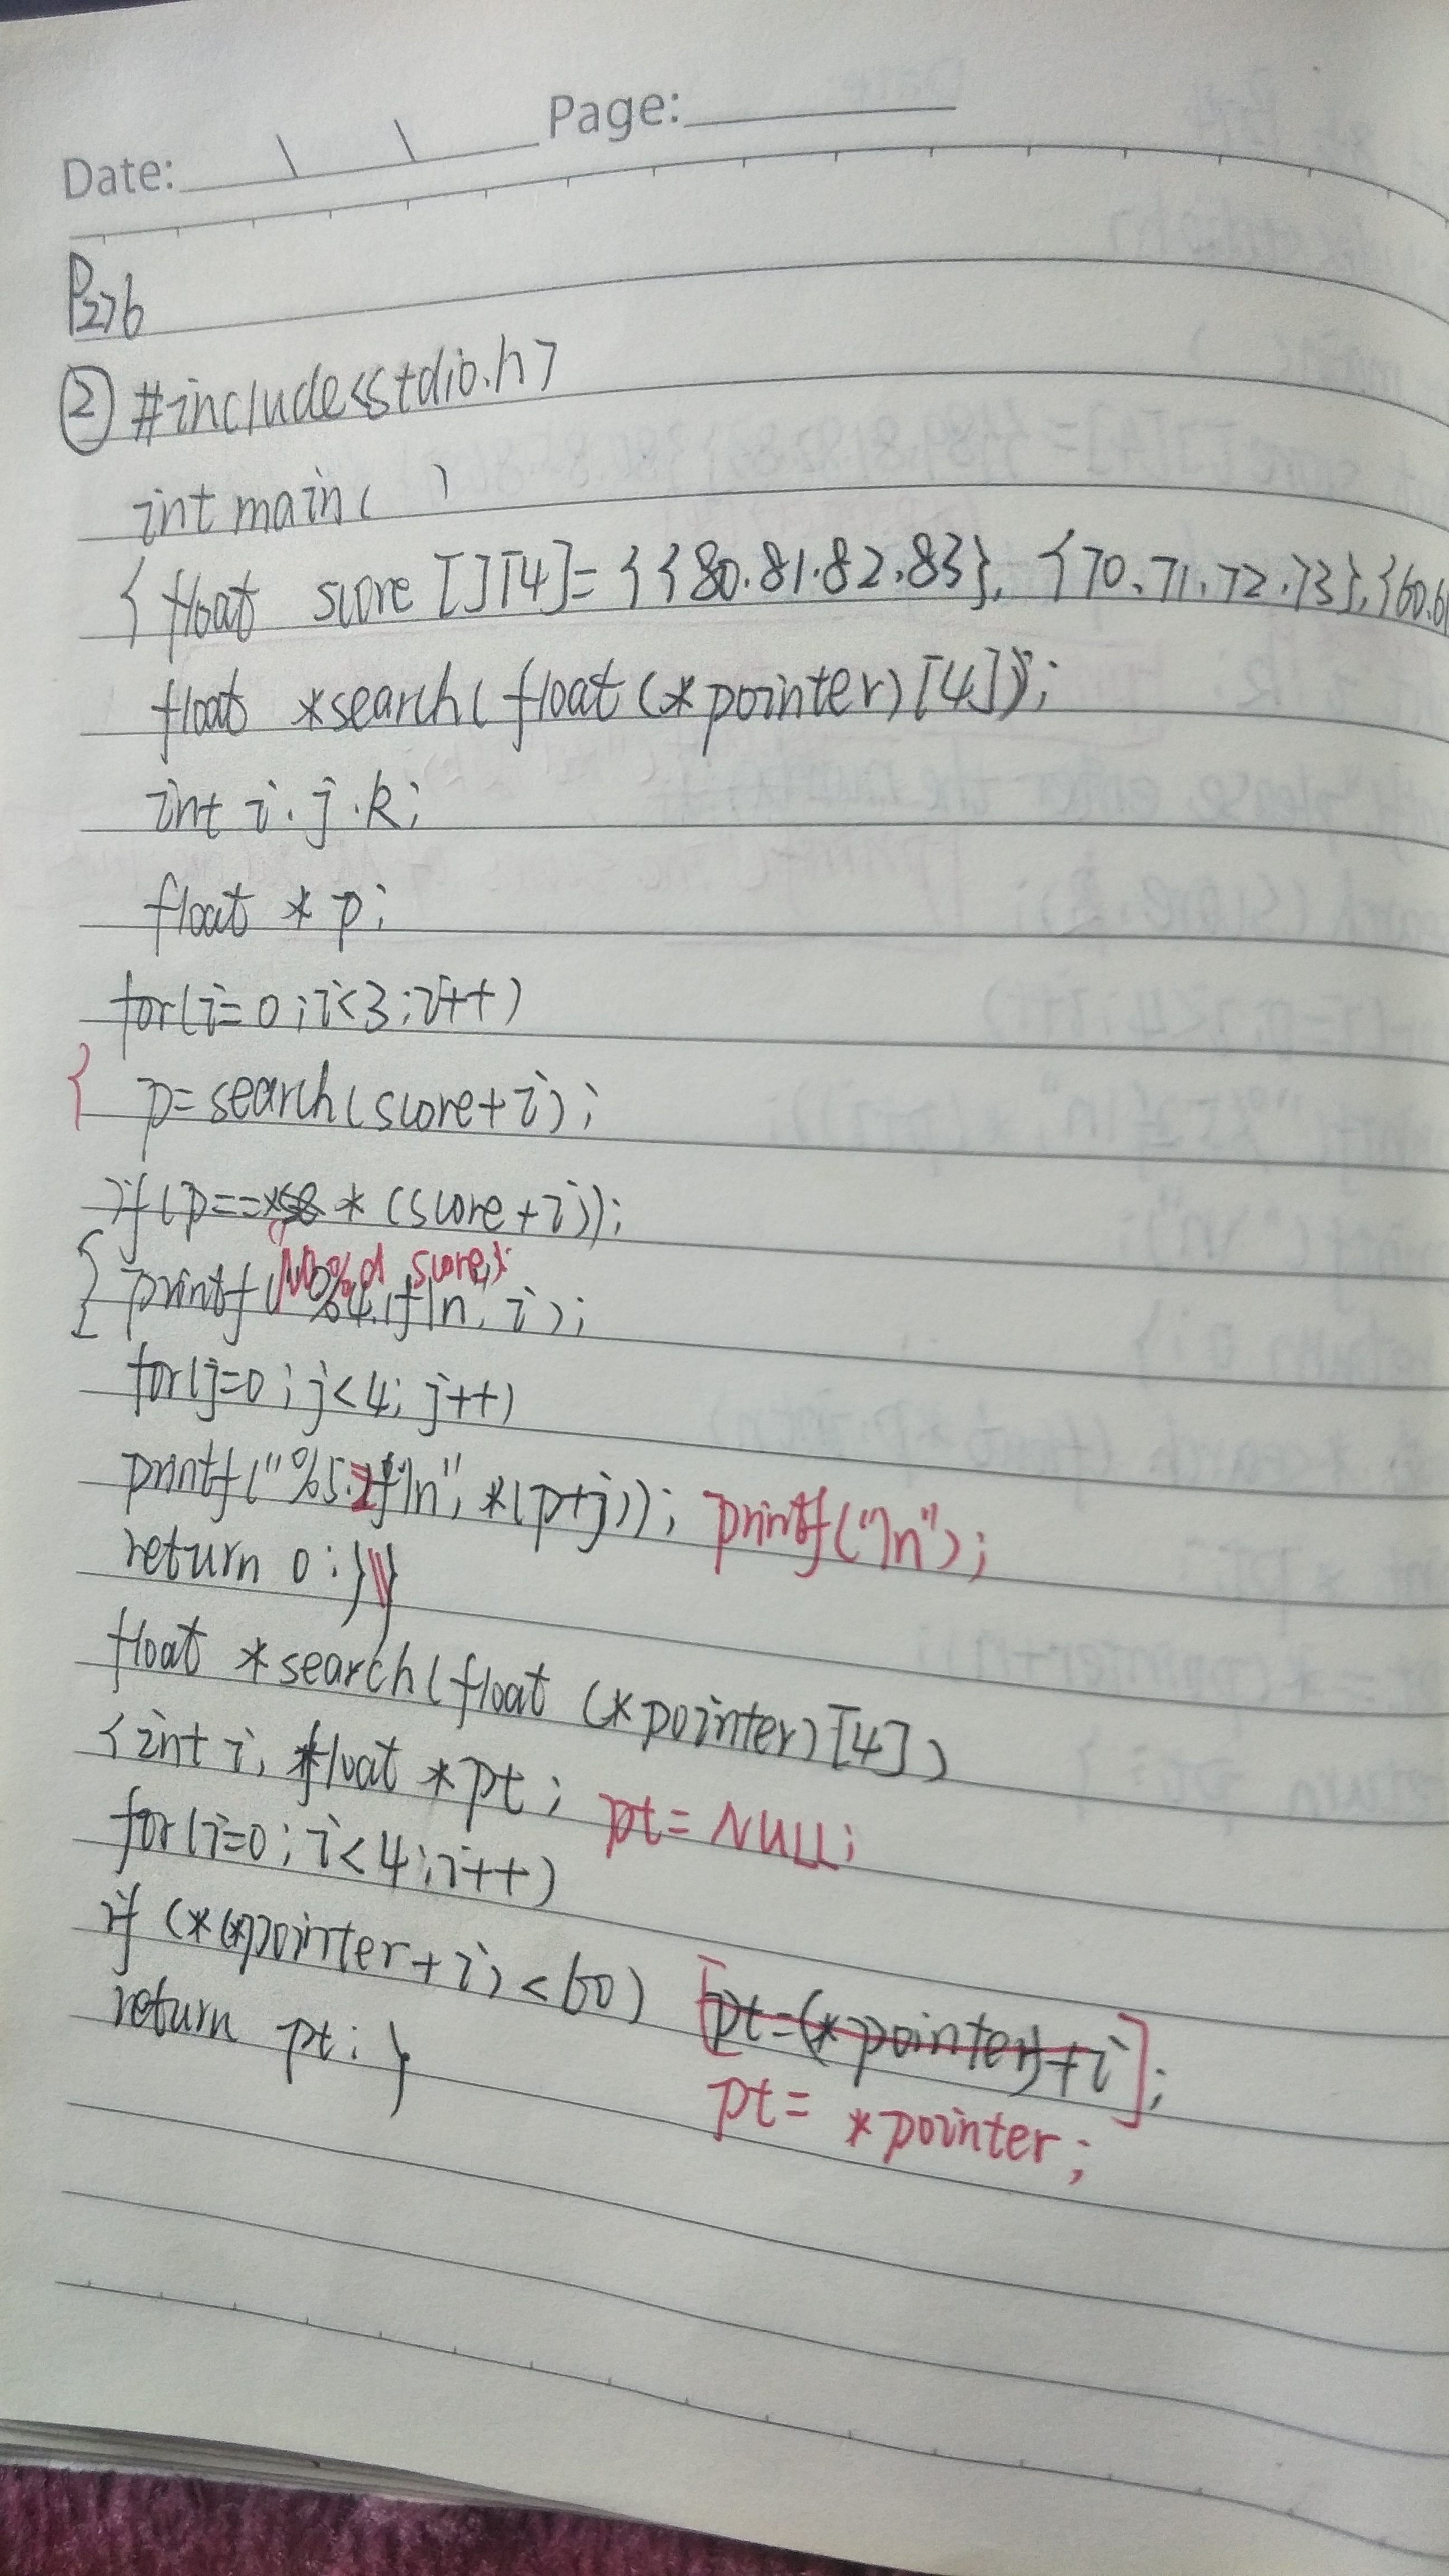 Date: Page:
P276
② #include<stdio.h>
int main( )
{ float score [][4]={{80.81.82.83}, {70.71.72.73},{60.6
float *search(float(*pointer)[4]);
int i.j.k;
float * p;
for(i=0;i<3;i++)
{ p=search(score+i);
if(p== *(score+i));
NO%d score:
{ printf( %4.1f\n", i);
for(j=0;j<4;j++)
printf("%5.2f\n", *(p+j)); printf("\n");
return 0;}}}
float *search(float (*pointer)[4])
{int i, float *pt; pt=NULL;
for(i=0;i<4;i++)
if (*(*pointer+i)<60) [pt=(*pointer)+i];
return pt;}
pt= *pointer;